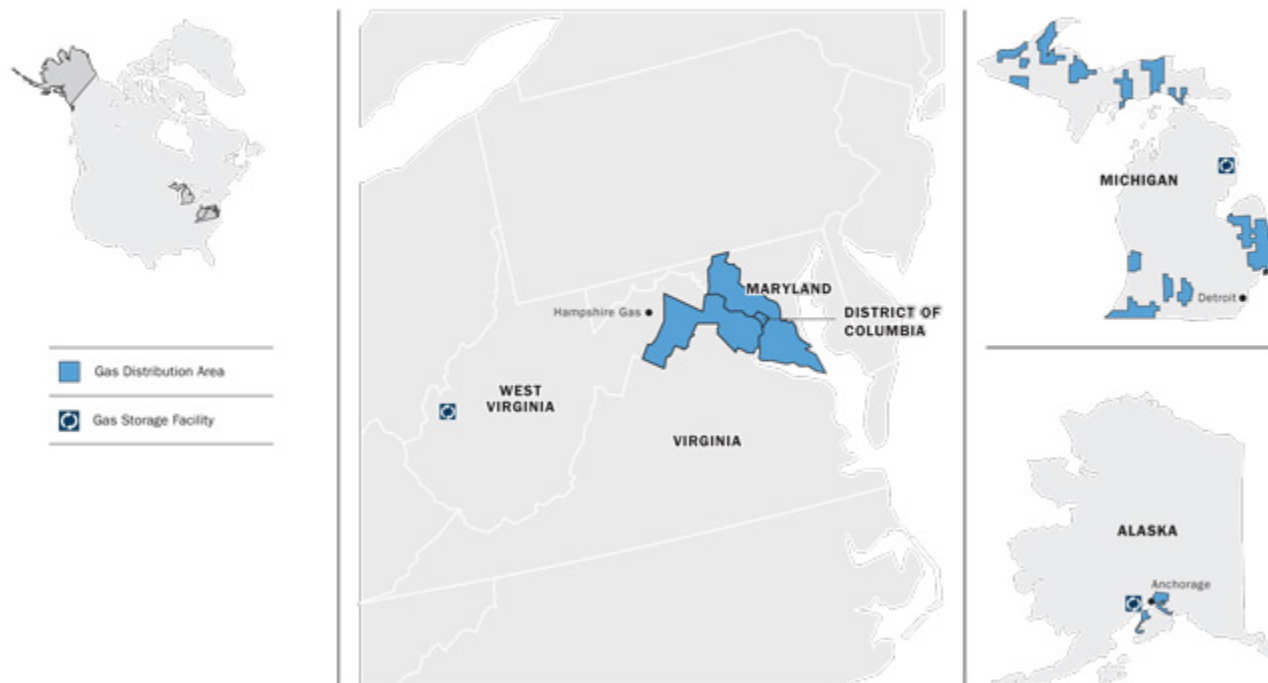 Gas Distribution Area
Gas Storage Facility
Hampshire Gas
MARYLAND
DISTRICT OF
COLUMBIA
WEST
VIRGINIA
VIRGINIA
MICHIGAN
Detroit
ALASKA
Anchorage